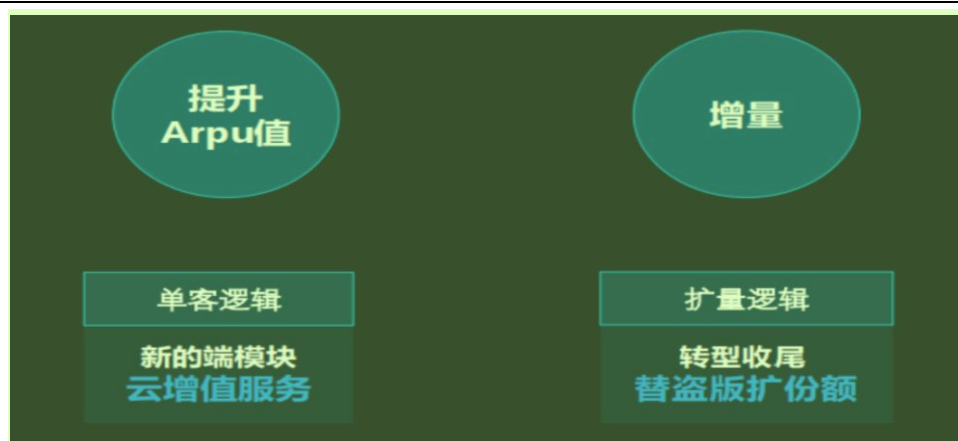 提升
Arpu值
增量
单客逻辑
扩量逻辑
新的端模块
云增值服务
转型收尾
替盗版扩份额